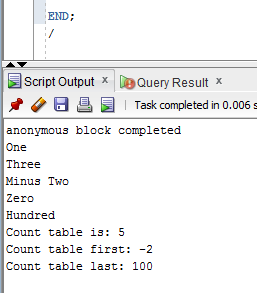 END;
/
Script Output x Query Result x
Task completed in 0.006 s
anonymous block completed
One
Three
Minus Two
Zero
Hundred
Count table is: 5
Count table first: -2
Count table last: 100